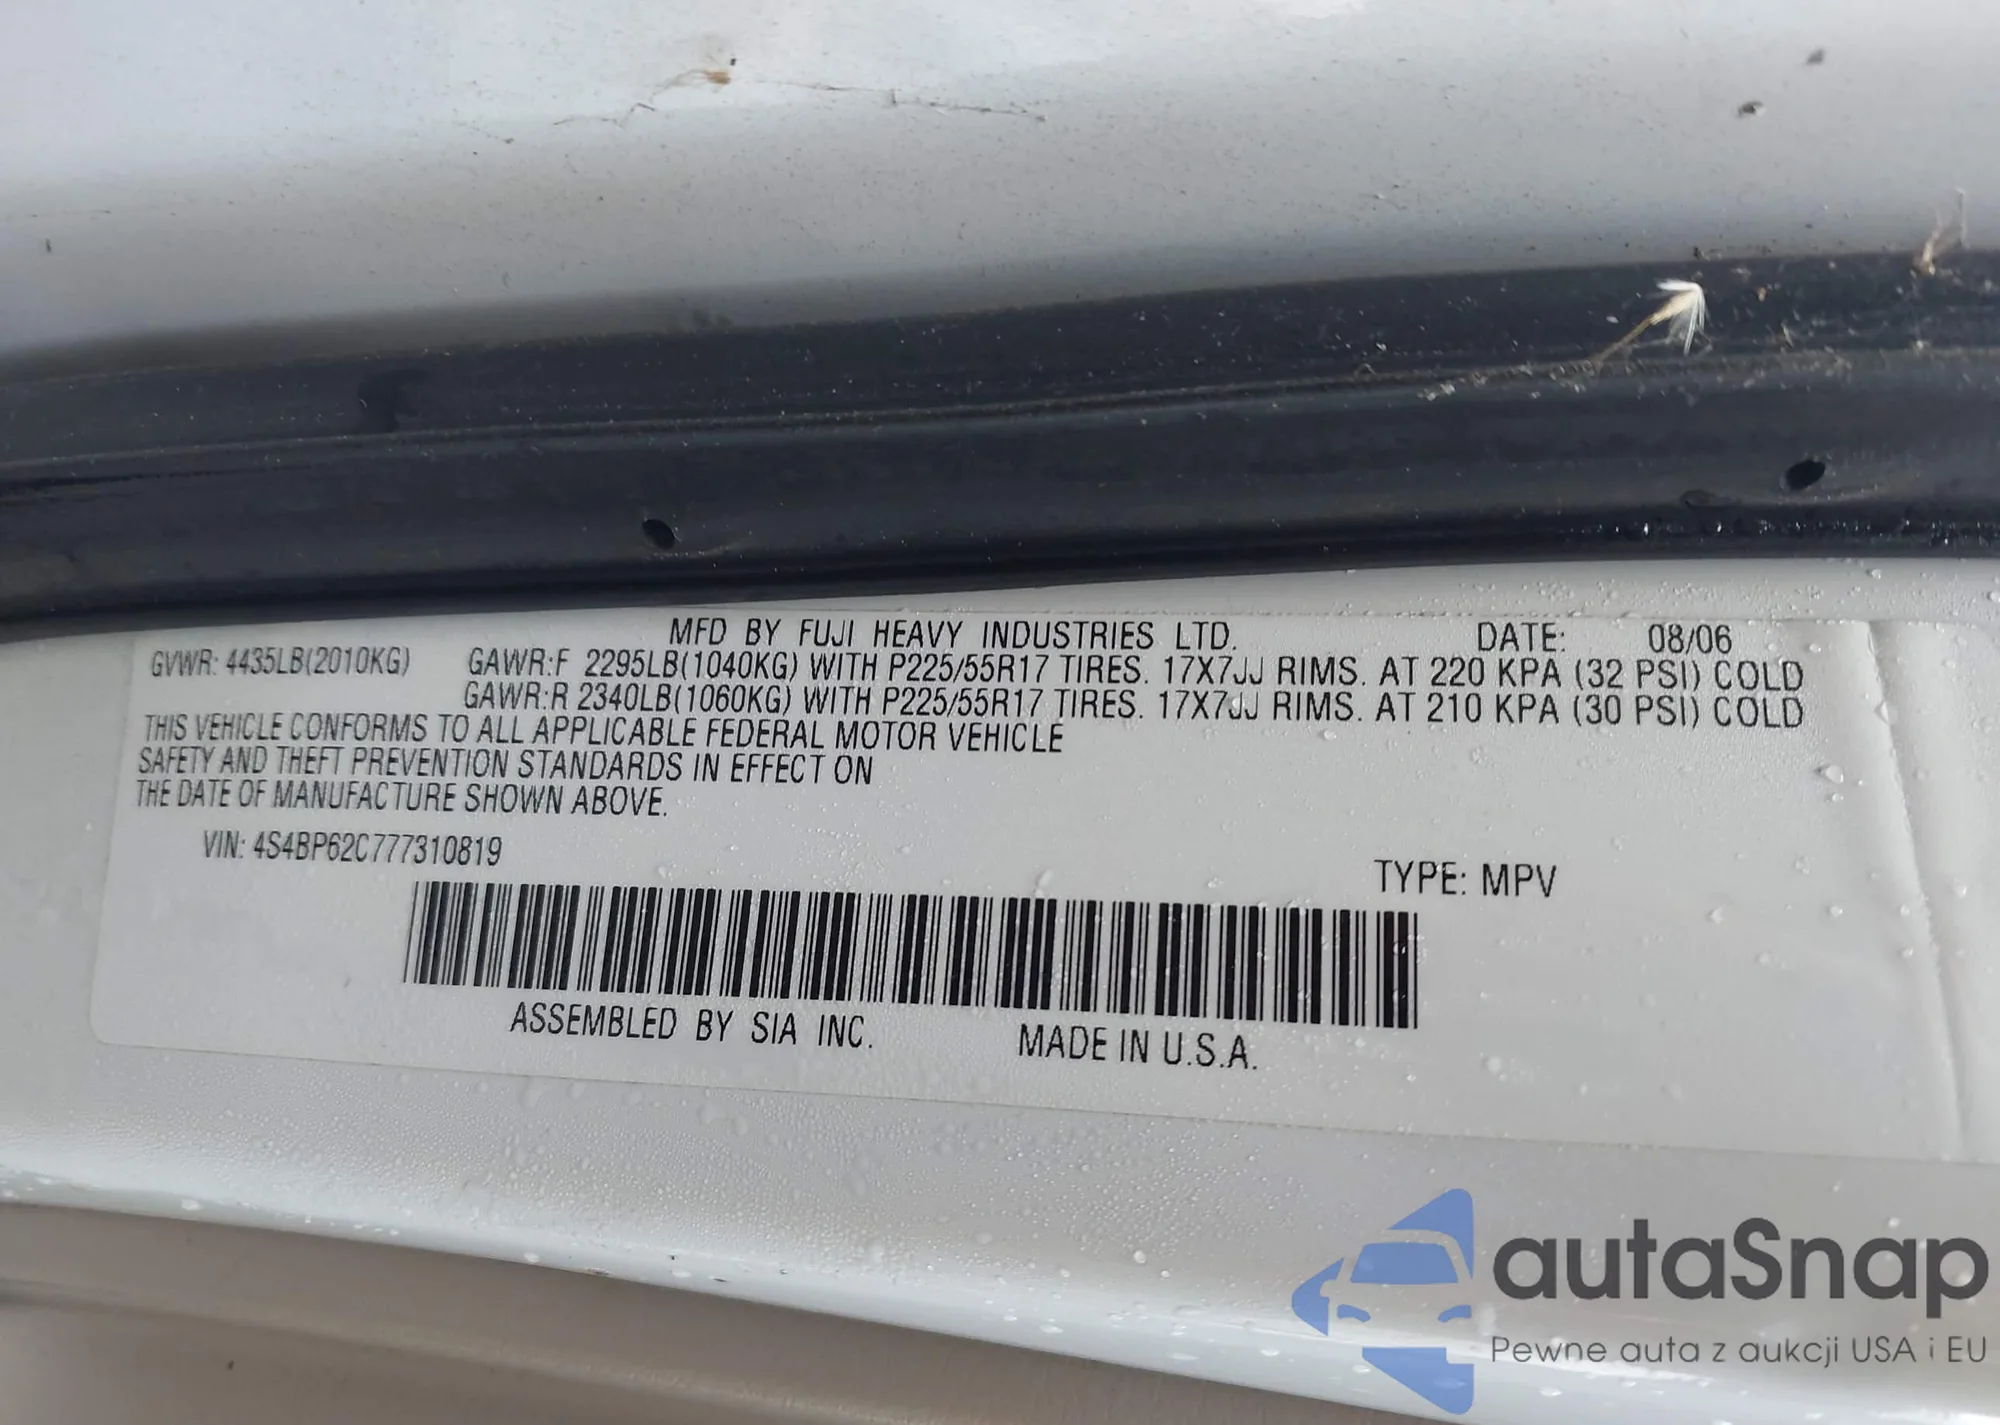 MFD BY FUJI HEAVY INDUSTRIES LTD. DATE: 08/06
GVWR: 4435LB(2010KG) GAWR:F 2295LB(1040KG) WITH P225/55R17 TIRES. 17X7JJ RIMS. AT 220 KPA (32 PSI) COLD
GAWR:R 2340LB(1060KG) WITH P225/55R17 TIRES. 17X7JJ RIMS. AT 210 KPA (30 PSI) COLD
THIS VEHICLE CONFORMS TO ALL APPLICABLE FEDERAL MOTOR VEHICLE
SAFETY AND THEFT PREVENTION STANDARDS IN EFFECT ON
THE DATE OF MANUFACTURE SHOWN ABOVE.
VIN: 4S4BP62C777310819
TYPE: MPV
ASSEMBLED BY SIA INC. MADE IN U.S.A.
autaSnap
Pewne auta z aukcji USA i EU